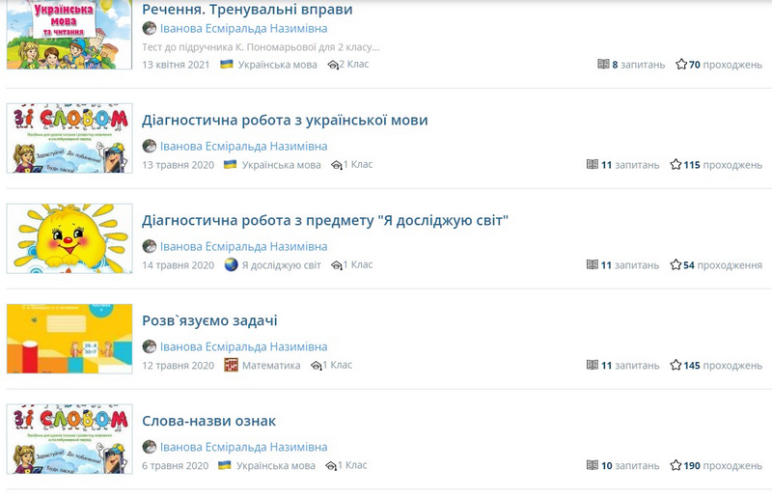 Українська
мова
та читання
Речення. Тренувальні вправи
Іванова Есміральда Назимівна
Тест до підручника К. Пономарьової для 2 класу...
13 квітня 2021 Українська мова 2 Клас 8 запитань 70 проходжень
зі словом
Діагностична робота з української мови
Іванова Есміральда Назимівна
13 травня 2020 Українська мова 1 Клас 11 запитань 115 проходжень
Діагностична робота з предмету "Я досліджую світ"
Іванова Есміральда Назимівна
14 травня 2020 Я досліджую світ 1 Клас 11 запитань 54 проходження
Розв`язуємо задачі
Іванова Есміральда Назимівна
12 травня 2020 Математика 1 Клас 11 запитань 145 проходжень
зі словом
Слова-назви ознак
Іванова Есміральда Назимівна
6 травня 2020 Українська мова 1 Клас 10 запитань 190 проходжень